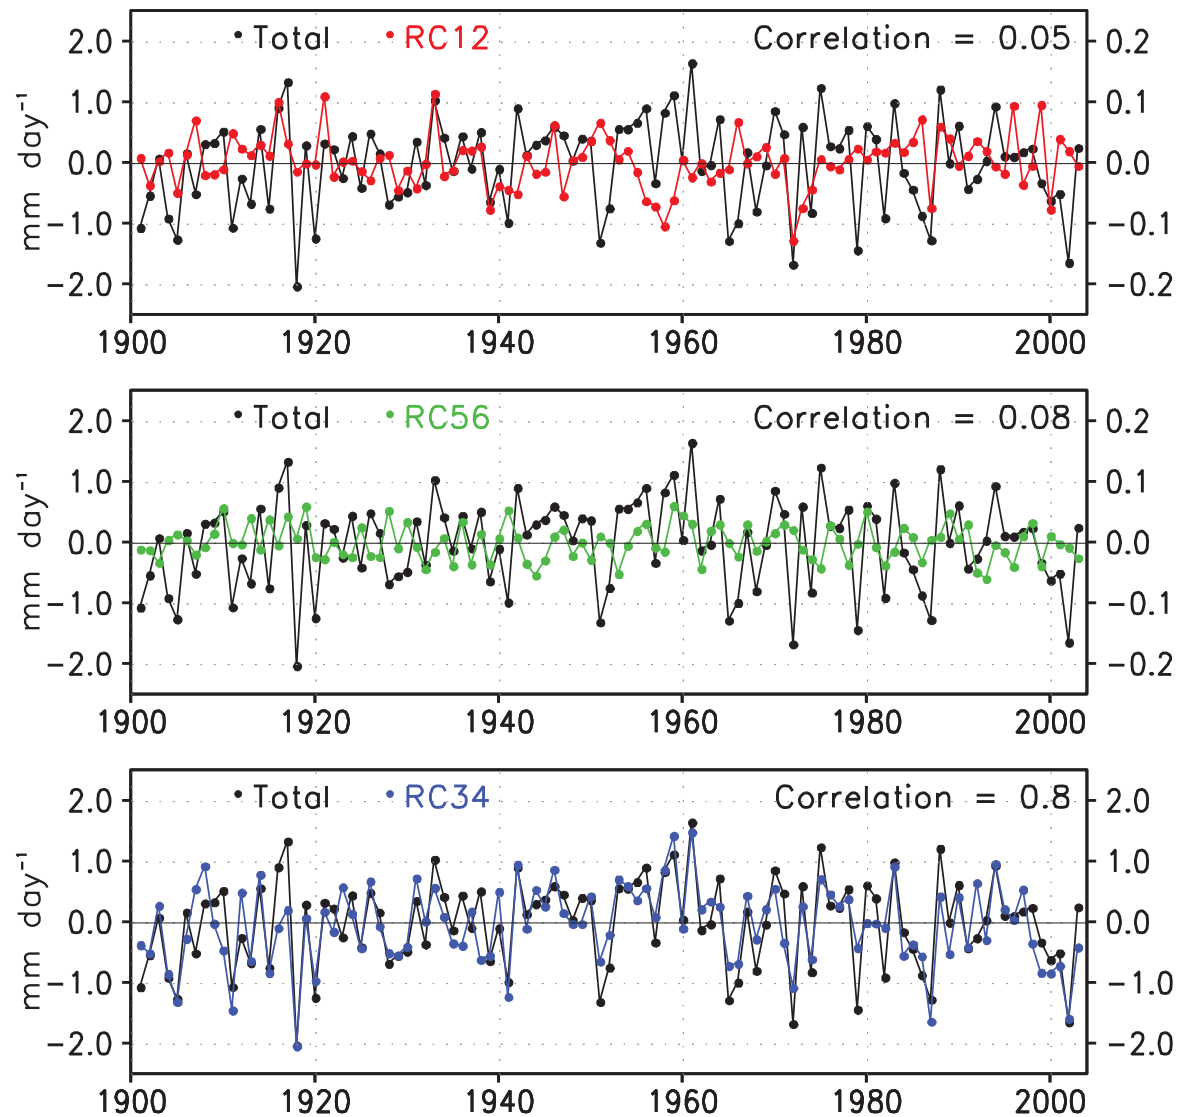 Total RC12 Correlation = 0.05
mm day⁻¹
2.0 0.2
1.0 0.1
0.0 0.0
−1.0 −0.1
−2.0 −0.2
1900 1920 1940 1960 1980 2000
Total RC56 Correlation = 0.08
mm day⁻¹
2.0 0.2
1.0 0.1
0.0 0.0
−1.0 −0.1
−2.0 −0.2
1900 1920 1940 1960 1980 2000
Total RC34 Correlation = 0.8
mm day⁻¹
2.0 2.0
1.0 1.0
0.0 0.0
−1.0 −1.0
−2.0 −2.0
1900 1920 1940 1960 1980 2000